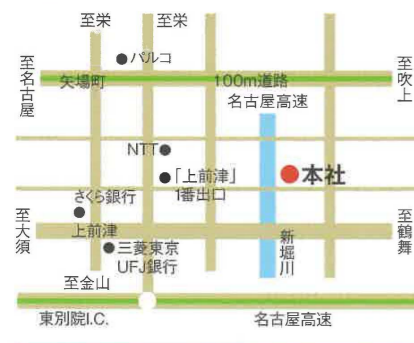 至栄
至栄
パルコ
至名古屋
矢場町
100m道路
至吹上
名古屋高速
NTT
「上前津」
1番出口
本社
さくら銀行
至大須
上前津
三菱東京
UFJ銀行
新堀川
至鶴舞
至金山
東別院I.C.
名古屋高速